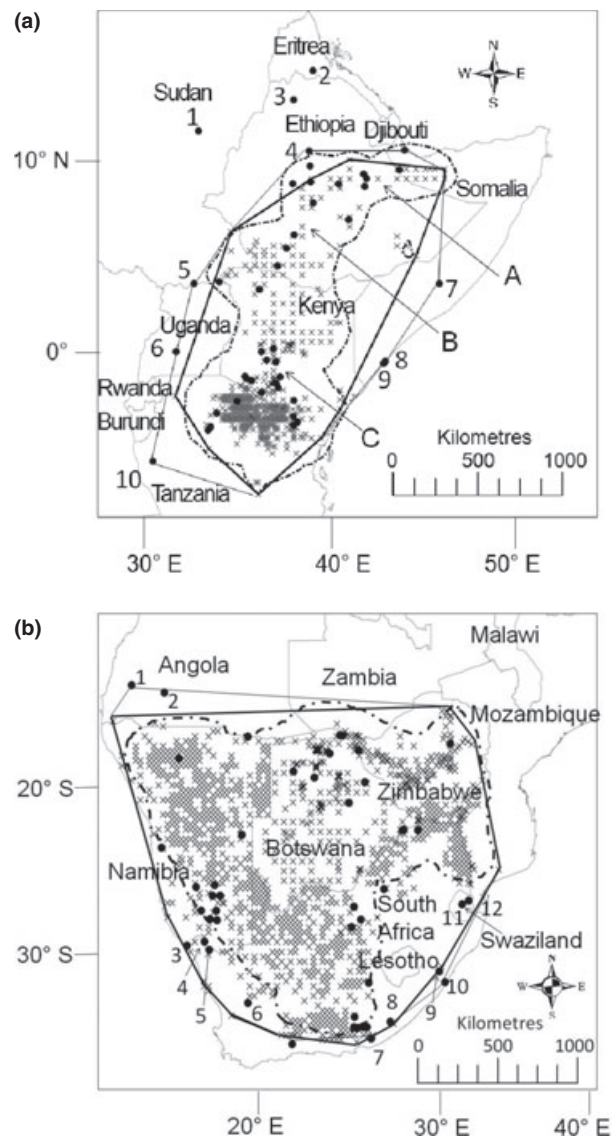 (a)
Eritrea
2
N
W E
S
3
Sudan
1
Ethiopia
Djibouti
4
10° N
Somalia
A
5
7
B
Kenya
Uganda
6
0°
8
9
Rwanda
Burundi
C
Kilometres
10
Tanzania
0 500 1000
30° E 40° E 50° E
(b)
Malawi
1
Angola
2
Zambia
Mozambique
20° S
Zimbabwe
Botswana
Namibia
South
Africa
11
12
Swaziland
30° S
3
Lesotho
4
5
6
8
9
10
7
N
W E
S
Kilometres
0 500 1000
20° E 30° E 40° E